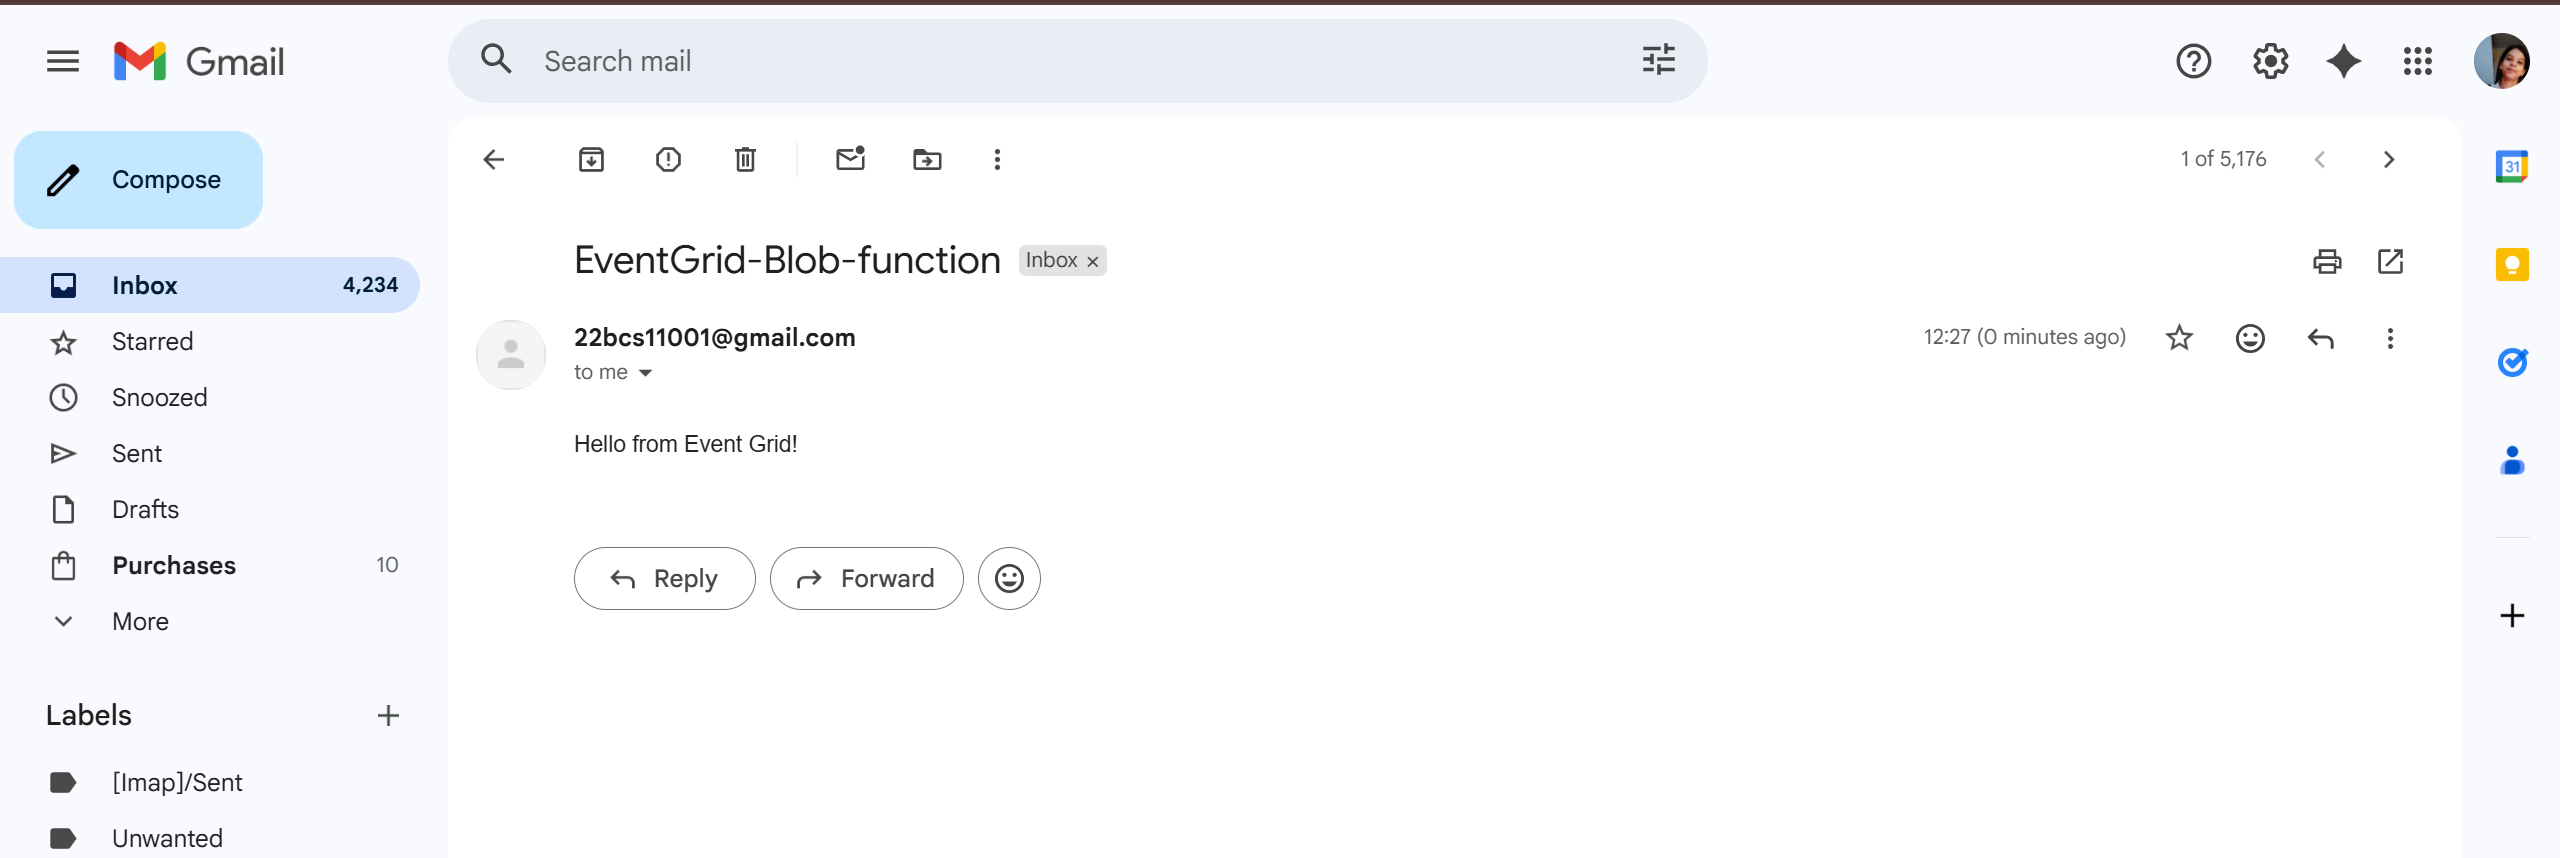 Gmail
Search mail
Compose
1 of 5,176
Inbox 4,234
Starred
Snoozed
Sent
Drafts
Purchases 10
More
Labels
[Imap]/Sent
Unwanted
EventGrid-Blob-function Inbox ×
22bcs11001@gmail.com 12:27 (0 minutes ago)
to me
Hello from Event Grid!
Reply Forward
31